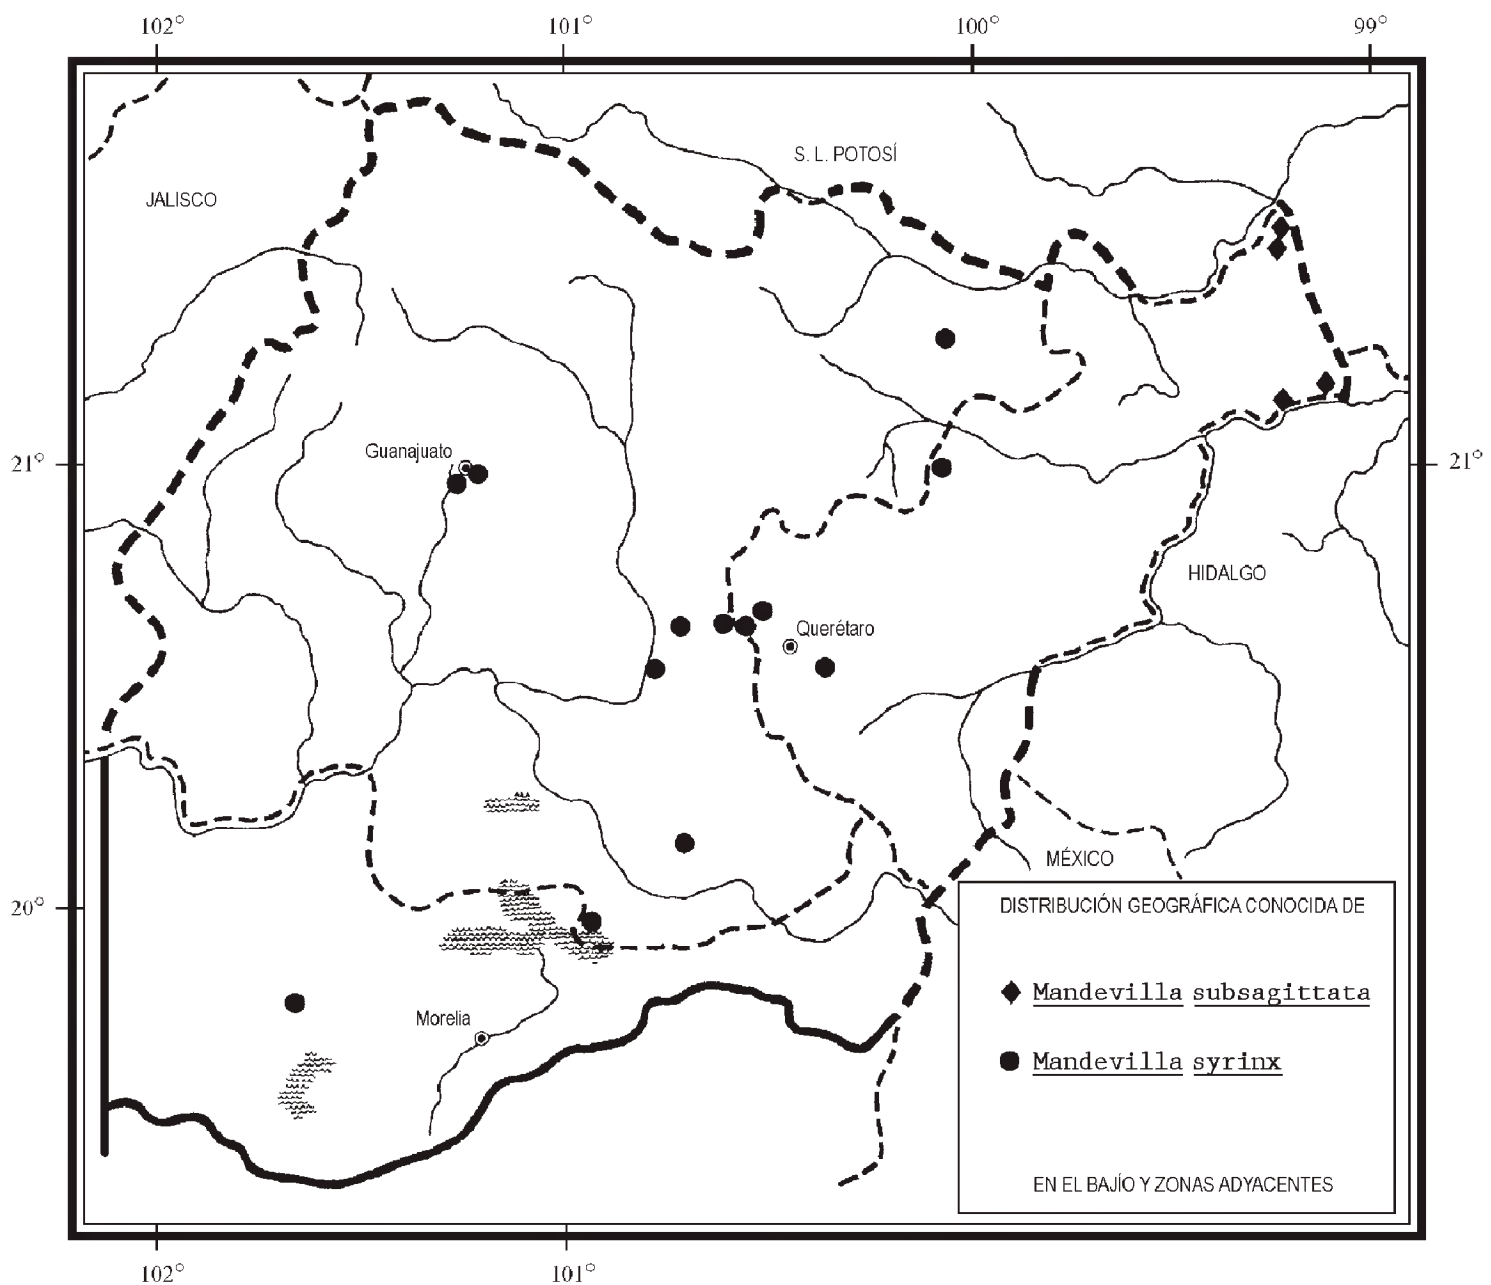 102° 101° 100° 99°
S. L. POTOSÍ
JALISCO
Guanajuato
21° 21°
HIDALGO
Querétaro
MÉXICO
20°
DISTRIBUCIÓN GEOGRÁFICA CONOCIDA DE
Mandevilla subsagittata
Morelia
Mandevilla syrinx
EN EL BAJÍO Y ZONAS ADYACENTES
102° 101°